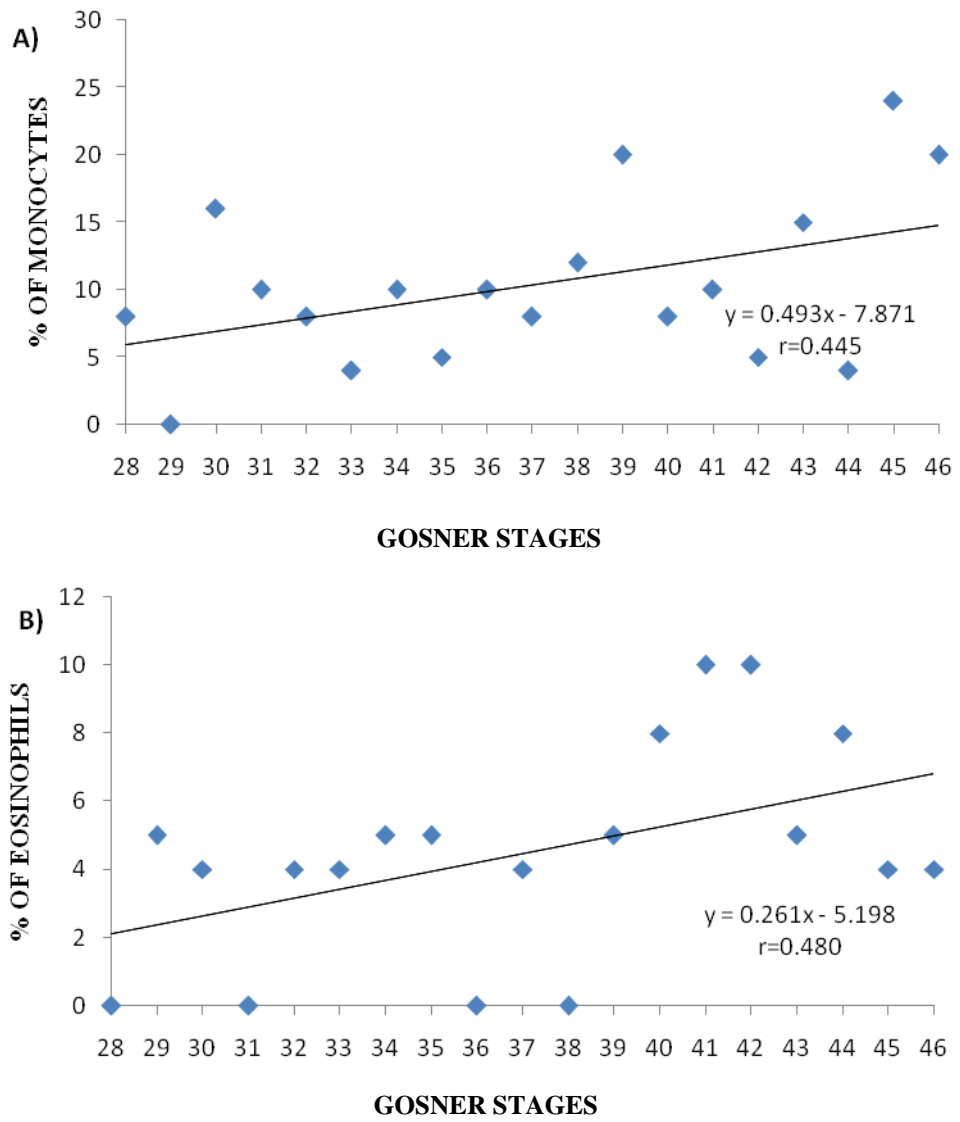 A)
% OF MONOCYTES
30
25
20
15
10
5
0
y = 0.493x - 7.871
r=0.445
28 29 30 31 32 33 34 35 36 37 38 39 40 41 42 43 44 45 46
GOSNER STAGES
B)
% OF EOSINOPHILS
12
10
8
6
4
2
0
y = 0.261x - 5.198
r=0.480
28 29 30 31 32 33 34 35 36 37 38 39 40 41 42 43 44 45 46
GOSNER STAGES